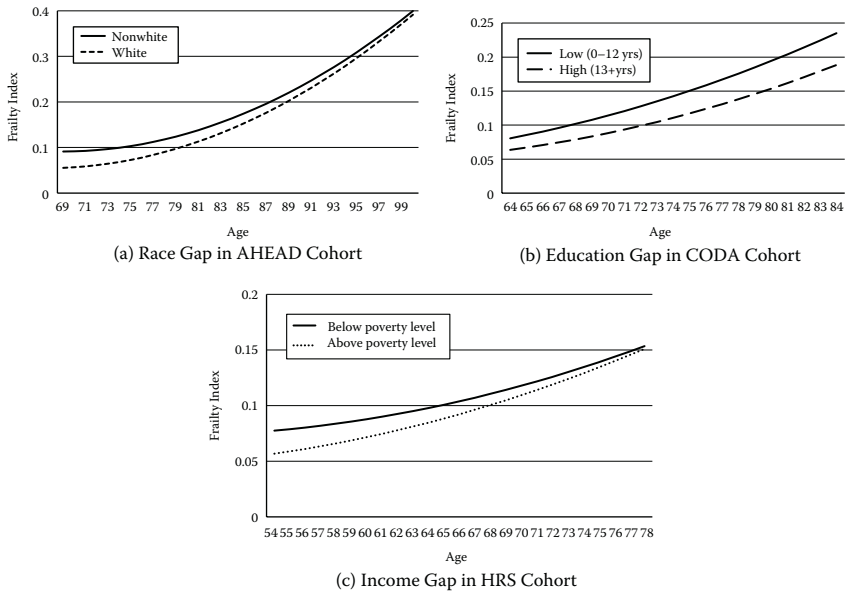 0.4
0.3
0.2
0.1
0
Frailty Index
Nonwhite
White
69 71 73 75 77 79 81 83 85 87 89 91 93 95 97 99
Age
(a) Race Gap in AHEAD Cohort
0.25
0.2
0.15
0.1
0.05
0
Frailty Index
Low (0–12 yrs)
High (13+yrs)
64 65 66 67 68 69 70 71 72 73 74 75 76 77 78 79 80 81 82 83 84
Age
(b) Education Gap in CODA Cohort
0.2
0.15
0.1
0.05
0
Frailty Index
Below poverty level
Above poverty level
54 55 56 57 58 59 60 61 62 63 64 65 66 67 68 69 70 71 72 73 74 75 76 77 78
Age
(c) Income Gap in HRS Cohort